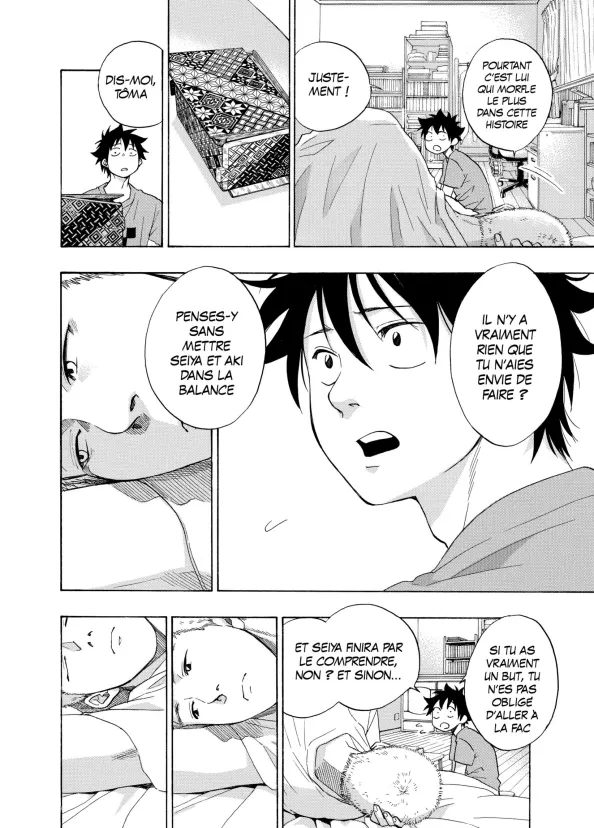 POURTANT
C'EST LUI
QUI MORFLE
LE PLUS
DANS CETTE
HISTOIRE
JUSTE-
MENT !
DIS-MOI,
TÔMA
IL N'Y A
VRAIMENT
RIEN QUE
TU N'AIES
ENVIE DE
FAIRE ?
PENSES-Y
SANS
METTRE
SEIYA ET AKI
DANS LA
BALANCE
SI TU AS
VRAIMENT
UN BUT, TU
N'ES PAS
OBLIGÉ
D'ALLER À
LA FAC
ET SEIYA FINIRA PAR
LE COMPRENDRE,
NON ? ET SINON...